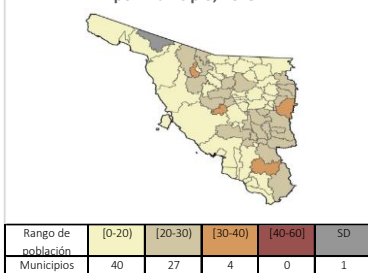 Rango de población [0-20) [20-30) [30-40) [40-60] SD
Municipios 40 27 4 0 1